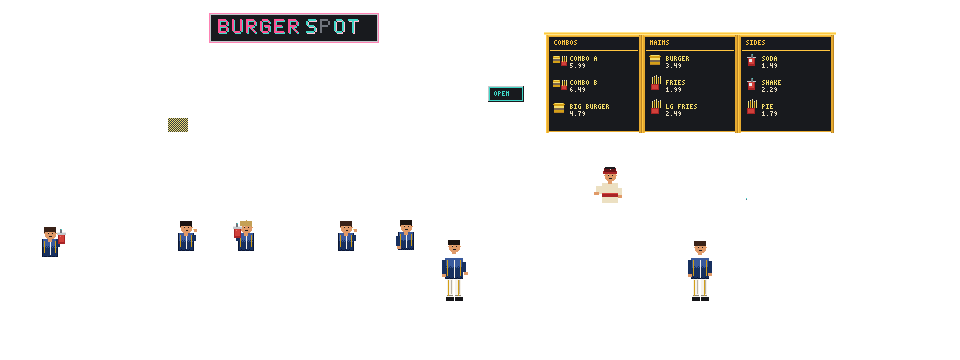 BURGER SPOT
OPEN
COMBOS
COMBO A
5.99
COMBO B
6.49
BIG BURGER
4.79
MAINS
BURGER
3.49
FRIES
1.99
LG FRIES
2.49
SIDES
SODA
1.49
SHAKE
2.29
PIE
1.79